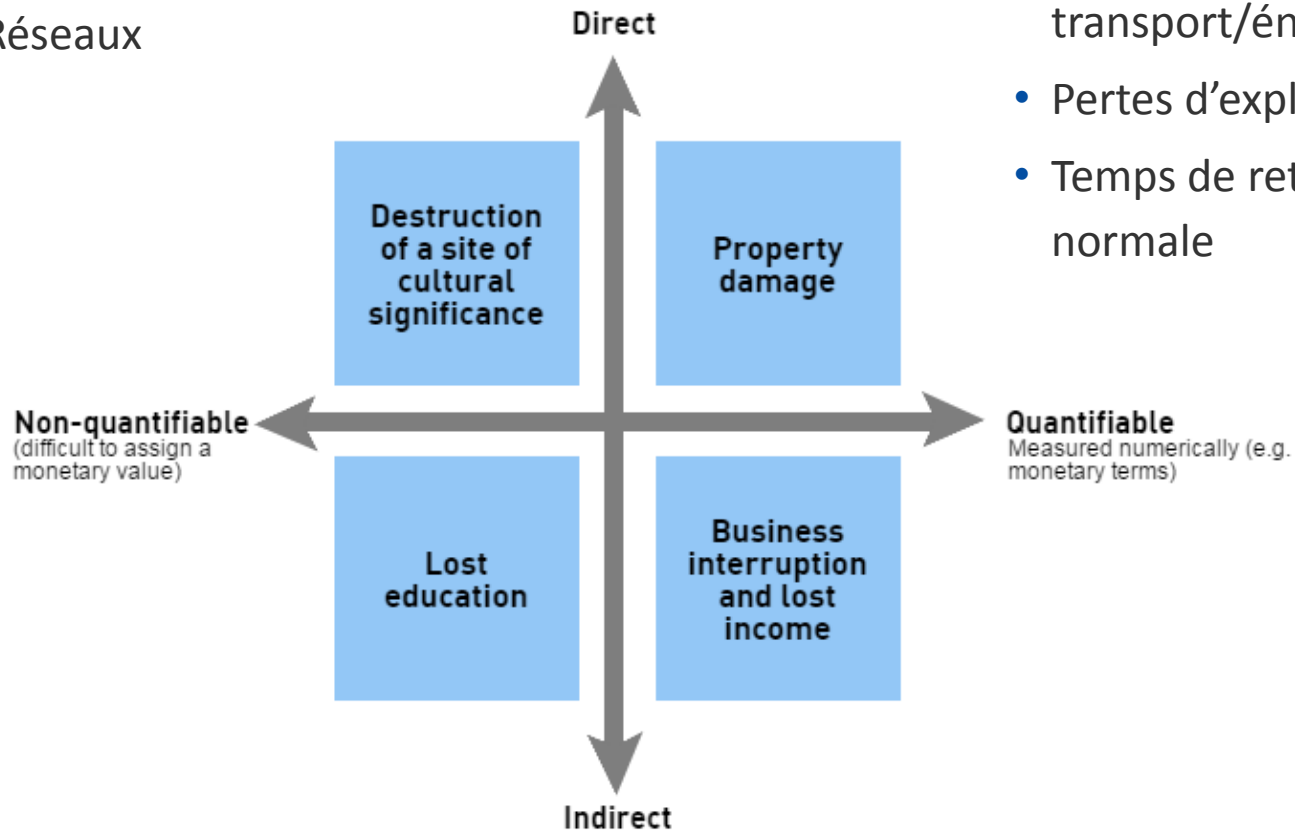 Réseaux
transport/én
• Pertes d’expl
• Temps de ret
normale
Direct
Destruction
of a site of
cultural
significance
Property
damage
Non-quantifiable
(difficult to assign a
monetary value)
Quantifiable
Measured numerically (e.g.
monetary terms)
Lost
education
Business
interruption
and lost
income
Indirect